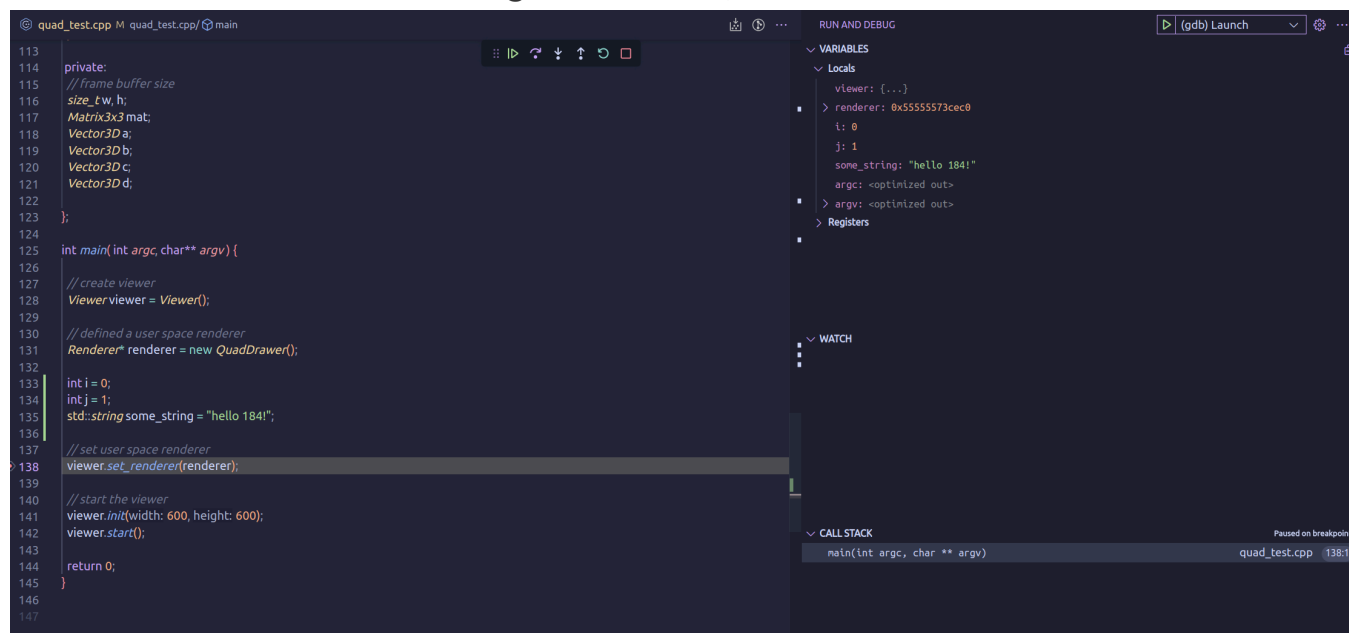 quad_test.cpp M quad_test.cpp/ main
113
114 private:
115 // frame buffer size
116 size_t w, h;
117 Matrix3x3 mat;
118 Vector3D a;
119 Vector3D b;
120 Vector3D c;
121 Vector3D d;
122
123 };
124
125 int main( int argc, char** argv ) {
126
127 // create viewer
128 Viewer viewer = Viewer();
129
130 // defined a user space renderer
131 Renderer* renderer = new QuadDrawer();
132
133 int i = 0;
134 int j = 1;
135 std::string some_string = "hello 184!";
136
137 // set user space renderer
138 viewer.set_renderer(renderer);
139
140 // start the viewer
141 viewer.init(width: 600, height: 600);
142 viewer.start();
143
144 return 0;
145 }
146
147
RUN AND DEBUG (gdb) Launch
VARIABLES
Locals
viewer: {...}
renderer: 0x55555573cec0
i: 0
j: 1
some_string: "hello 184!"
argc: <optimized out>
argv: <optimized out>
Registers
WATCH
CALL STACK Paused on breakpoin
main(int argc, char ** argv) quad_test.cpp 138:1